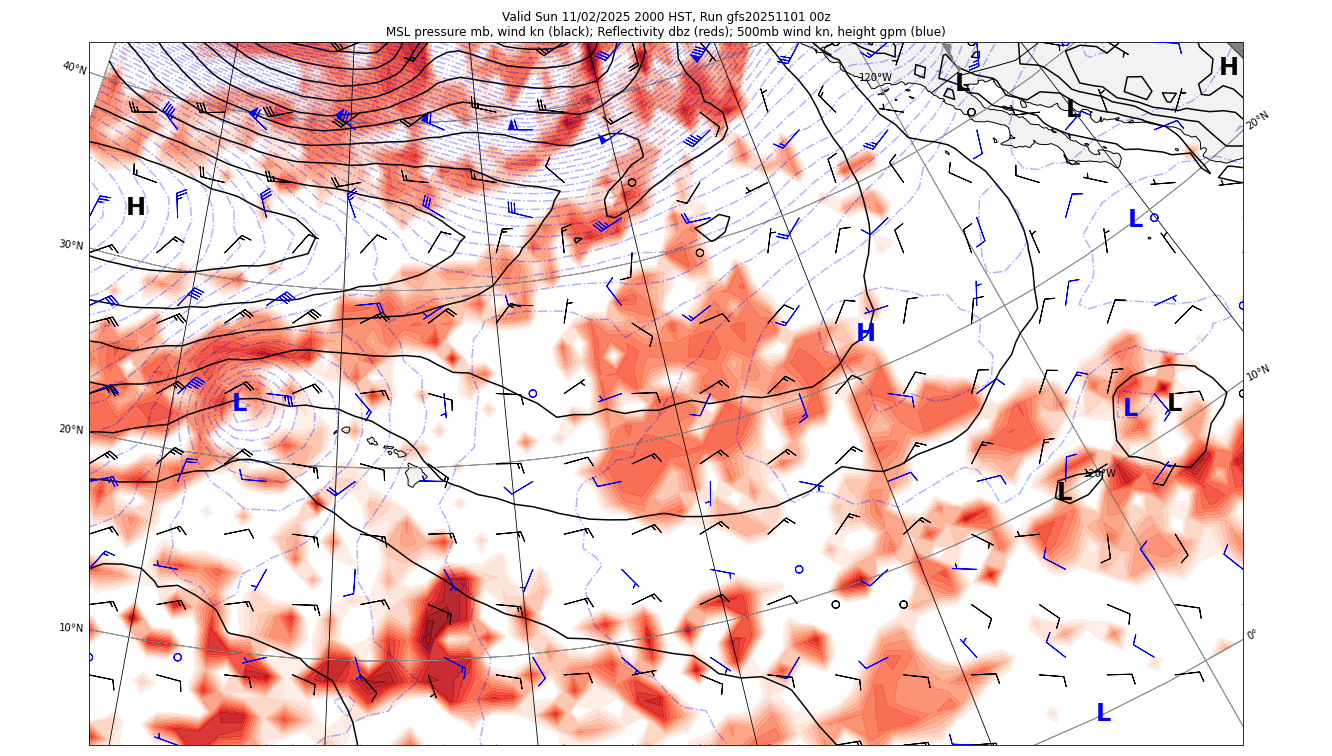 Valid Sun 11/02/2025 2000 HST, Run gfs20251101 00z
MSL pressure mb, wind kn (black); Reflectivity dbz (reds); 500mb wind kn, height gpm (blue)
40°N
120°W
L
H
L
20°N
H
L
30°N
H
10°N
L
L
L
20°N
120°W
L
10°N
0°
L